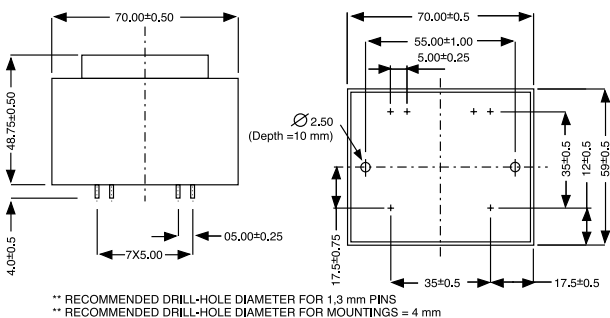 70.00±0.50
70.00±0.5
55.00±1.00
5.00±0.25
48.75±0.50
Ø 2.50
(Depth =10 mm)
35±0.5
12±0.5
59±0.5
4.0±0.5
7X5.00
05.00±0.25
17.5±0.75
35±0.5
17.5±0.5
** RECOMMENDED DRILL-HOLE DIAMETER FOR 1,3 mm PINS
** RECOMMENDED DRILL-HOLE DIAMETER FOR MOUNTINGS = 4 mm